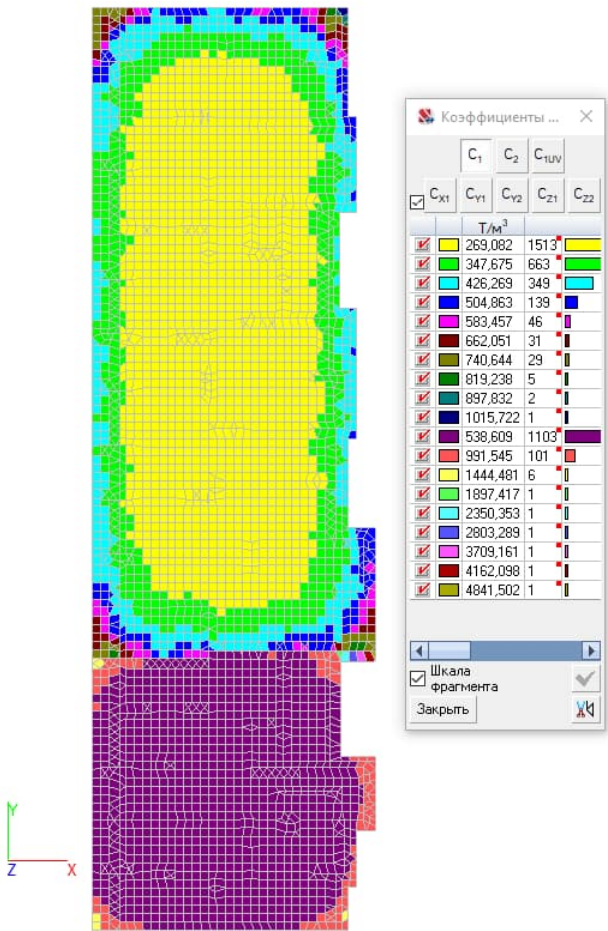 Коэффициенты ...
C1 C2 C1UV
CX1 CY1 CY2 CZ1 CZ2
Т/м³
269,082 1513
347,675 663
426,269 349
504,863 139
583,457 46
662,051 31
740,644 29
819,238 5
897,832 2
1015,722 1
538,609 1103
991,545 101
1444,481 6
1897,417 1
2350,353 1
2803,289 1
3709,161 1
4162,098 1
4841,502 1
Шкала
фрагмента
Закрыть
Y
Z X